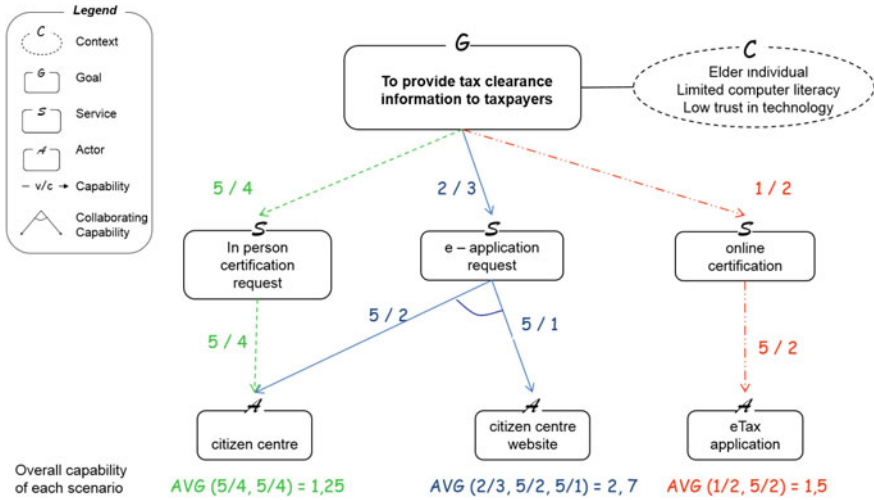 Legend
C
Context
G
Goal
S
Service
A
Actor
– v/c → Capability
Collaborating
Capability
G
To provide tax clearance
information to taxpayers
C
Elder individual
Limited computer literacy
Low trust in technology
5 / 4
2 / 3
1 / 2
S
In person
certification
request
S
e – application
request
S
online
certification
5 / 4
5 / 2
5 / 1
5 / 2
A
citizen centre
A
citizen centre
website
A
eTax
application
Overall capability
of each scenario
AVG (5/4, 5/4) = 1,25
AVG (2/3, 5/2, 5/1) = 2, 7
AVG (1/2, 5/2) = 1,5